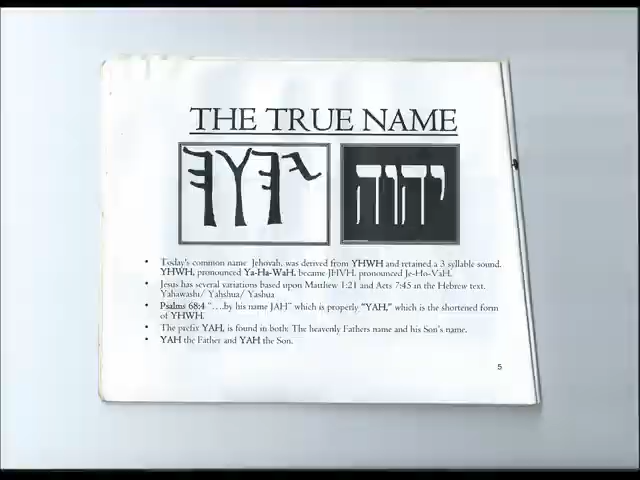 THE TRUE NAME
𐤉𐤄𐤅𐤄 יהוה
• Today's common name Jehovah, was derived from YHWH and retained a 3 syllable sound.
YHWH, pronounced Ya-Ha-WaH, became JHVH, pronounced Je-Ho-VaH.
• Jesus has several variations based upon Matthew 1:21 and Acts 7:45 in the Hebrew text.
Yahawashi/ Yahshua/ Yashua
• Psalms 68:4 "….by his name JAH" which is properly "YAH," which is the shortened form
of YHWH.
• The prefix YAH, is found in both: The heavenly Fathers name and his Son's name.
• YAH the Father and YAH the Son.
5